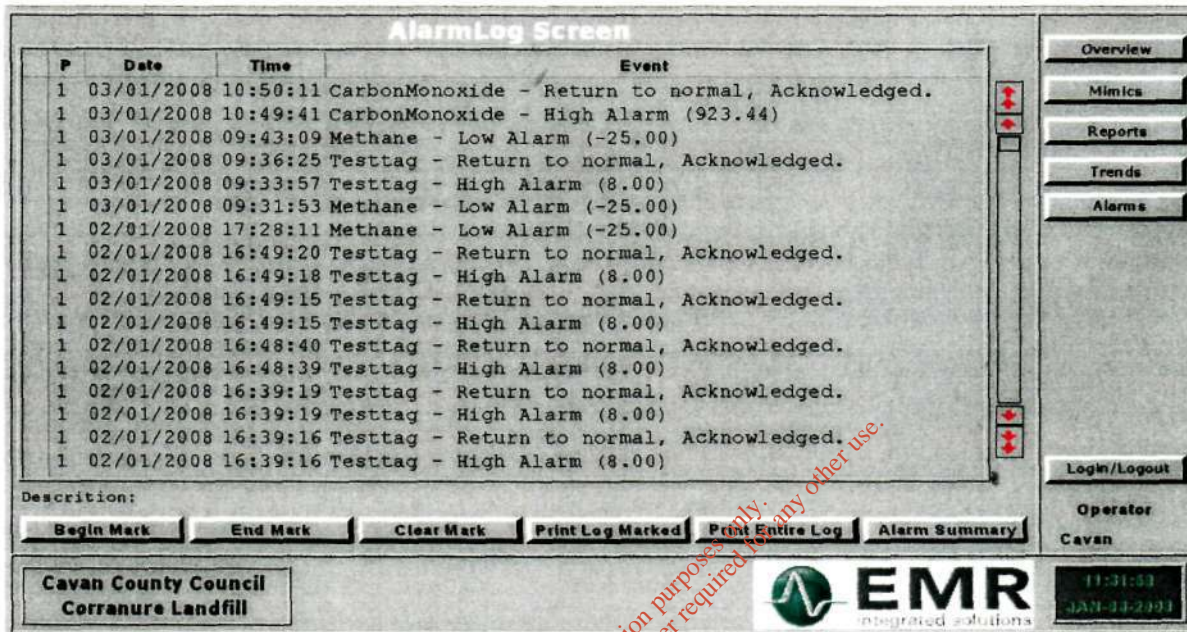 AlarmLog Screen
P Date Time Event
1 03/01/2008 10:50:11 CarbonMonoxide - Return to normal, Acknowledged.
1 03/01/2008 10:49:41 CarbonMonoxide - High Alarm (923.44)
1 03/01/2008 09:43:09 Methane - Low Alarm (-25.00)
1 03/01/2008 09:36:25 Testtag - Return to normal, Acknowledged.
1 03/01/2008 09:33:57 Testtag - High Alarm (8.00)
1 03/01/2008 09:31:53 Methane - Low Alarm (-25.00)
1 02/01/2008 17:28:11 Methane - Low Alarm (-25.00)
1 02/01/2008 16:49:20 Testtag - Return to normal, Acknowledged.
1 02/01/2008 16:49:18 Testtag - High Alarm (8.00)
1 02/01/2008 16:49:15 Testtag - Return to normal, Acknowledged.
1 02/01/2008 16:49:15 Testtag - High Alarm (8.00)
1 02/01/2008 16:48:40 Testtag - Return to normal, Acknowledged.
1 02/01/2008 16:48:39 Testtag - High Alarm (8.00)
1 02/01/2008 16:39:19 Testtag - Return to normal, Acknowledged.
1 02/01/2008 16:39:19 Testtag - High Alarm (8.00)
1 02/01/2008 16:39:16 Testtag - Return to normal, Acknowledged.
1 02/01/2008 16:39:16 Testtag - High Alarm (8.00)
Overview
Mimics
Reports
Trends
Alarms
Login/Logout
Operator
Cavan
Descrition:
Begin Mark End Mark Clear Mark Print Log Marked Print Entire Log Alarm Summary
Cavan County Council
Corranure Landfill
EMR
integrated solutions
11:31:53
purposes only.
required for any other use.